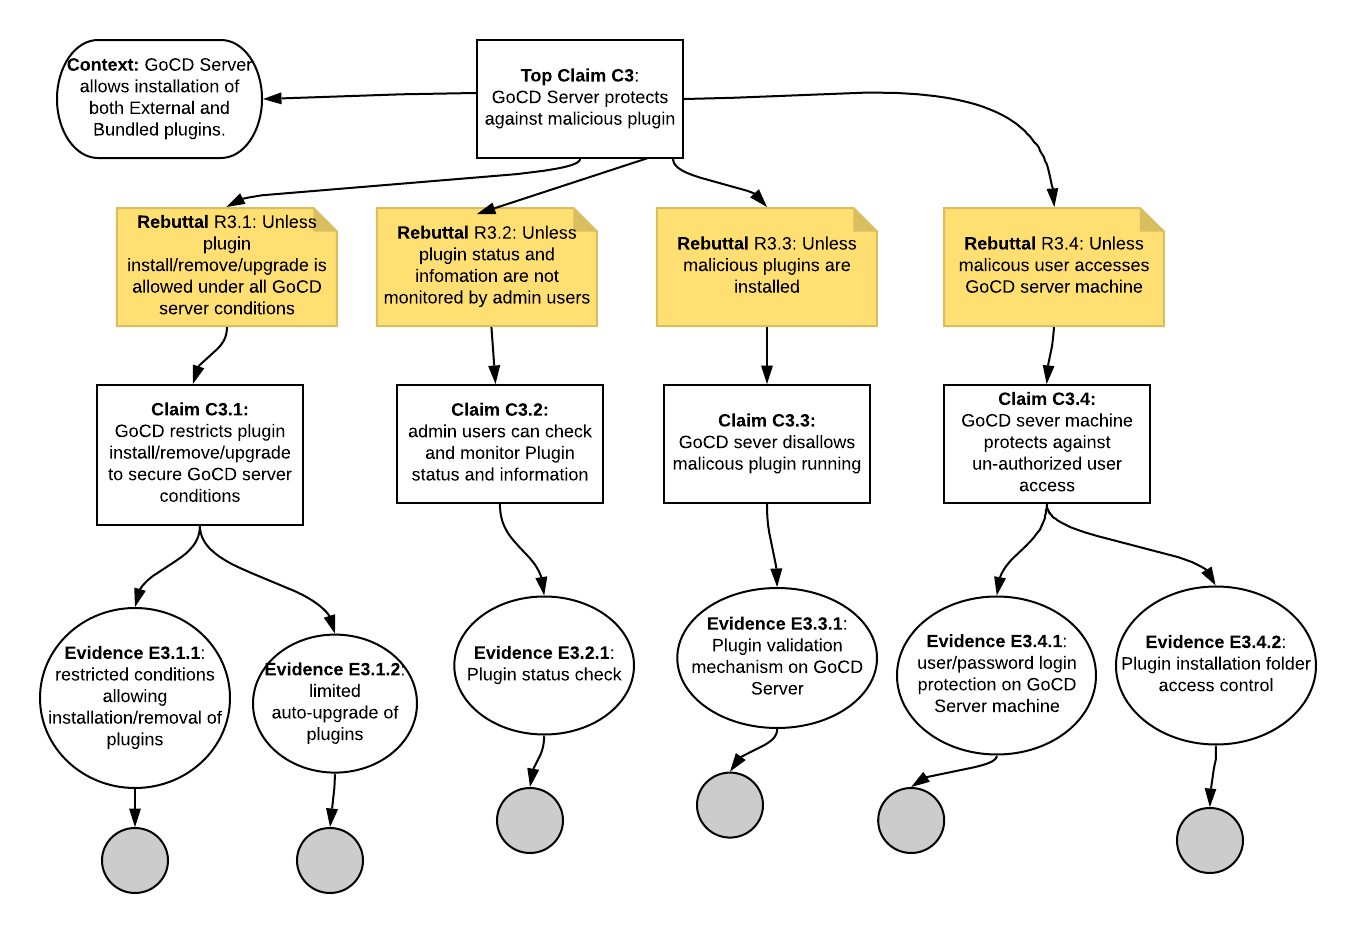 Context: GoCD Server
allows installation of
both External and
Bundled plugins.
Top Claim C3:
GoCD Server protects
against malicious plugin
Rebuttal R3.1: Unless
plugin
install/remove/upgrade is
allowed under all GoCD
server conditions
Rebuttal R3.2: Unless
plugin status and
infomation are not
monitored by admin users
Rebuttal R3.3: Unless
malicious plugins are
installed
Rebuttal R3.4: Unless
malicous user accesses
GoCD server machine
Claim C3.1:
GoCD restricts plugin
install/remove/upgrade
to secure GoCD server
conditions
Claim C3.2:
admin users can check
and monitor Plugin
status and information
Claim C3.3:
GoCD sever disallows
malicous plugin running
Claim C3.4:
GoCD sever machine
protects against
un-authorized user
access
Evidence E3.1.1:
restricted conditions
allowing
installation/removal of
plugins
Evidence E3.1.2:
limited
auto-upgrade of
plugins
Evidence E3.2.1:
Plugin status check
Evidence E3.3.1:
Plugin validation
mechanism on GoCD
Server
Evidence E3.4.1:
user/password login
protection on GoCD
Server machine
Evidence E3.4.2:
Plugin installation folder
access control